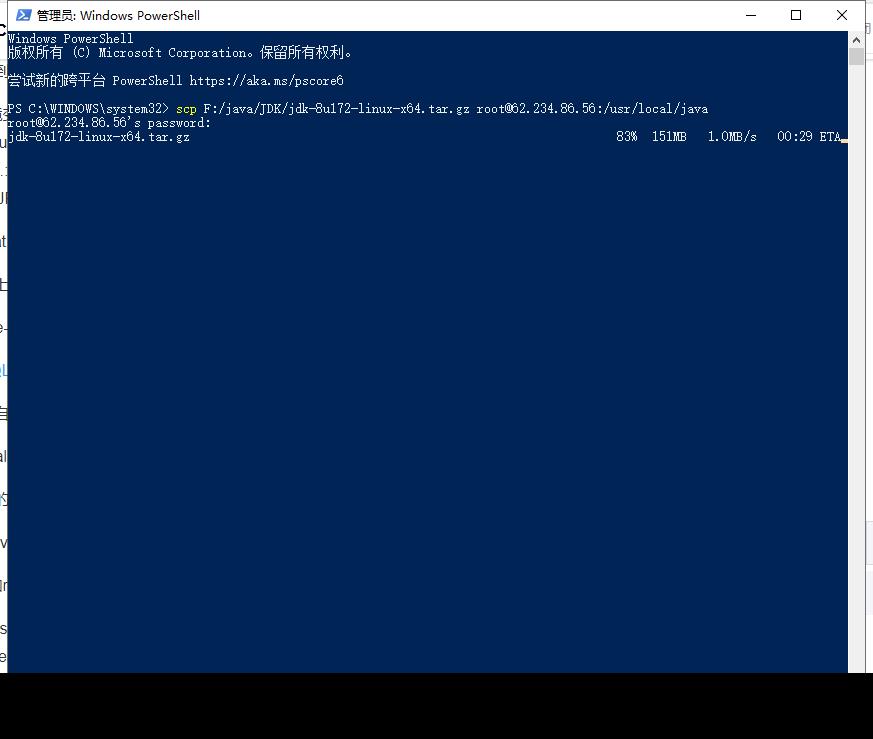 管理员: Windows PowerShell
Windows PowerShell
版权所有 (C) Microsoft Corporation。保留所有权利。
尝试新的跨平台 PowerShell https://aka.ms/pscore6
PS C:\WINDOWS\system32> scp F:/java/JDK/jdk-8u172-linux-x64.tar.gz root@62.234.86.56:/usr/local/java
root@62.234.86.56's password:
jdk-8u172-linux-x64.tar.gz 83% 151MB 1.0MB/s 00:29 ETA